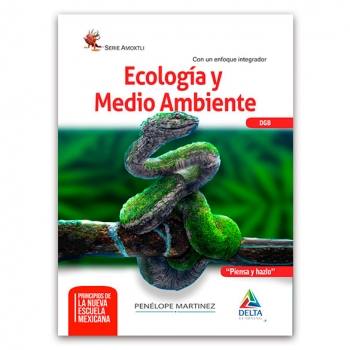 SERIE AMOXTLI
Con un enfoque integrador
Ecología y
Medio Ambiente
DGB
"Piensa y hazlo"
PRINCIPIOS DE
LA NUEVA
ESCUELA
MEXICANA
PENÉLOPE MARTINEZ
DELTA